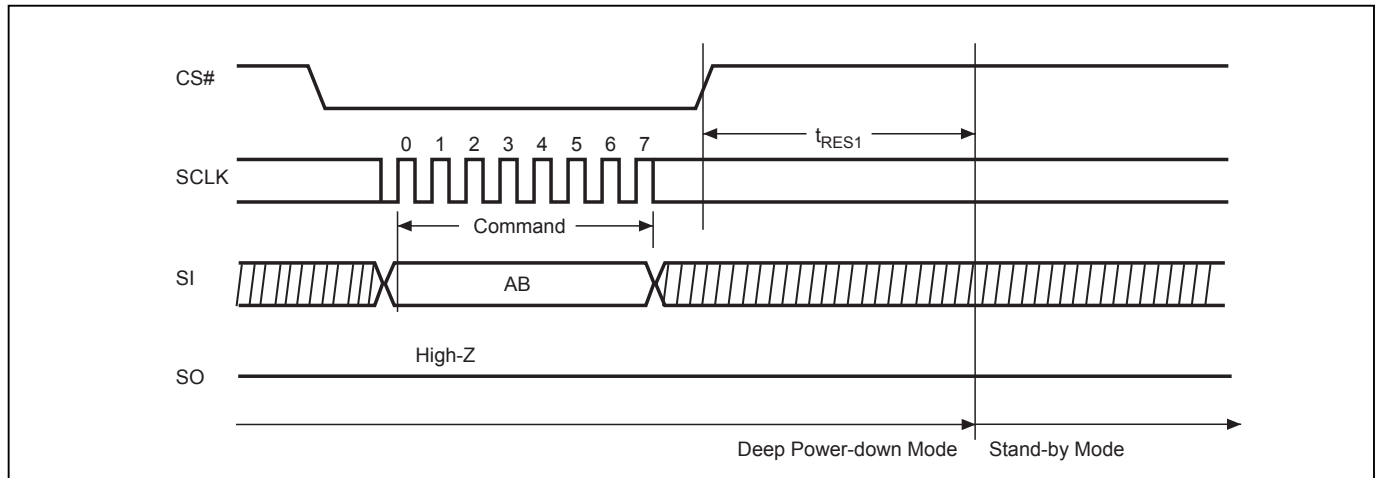 CS#
tRES1
0 1 2 3 4 5 6 7
SCLK
Command
SI
AB
High-Z
SO
Deep Power-down Mode Stand-by Mode